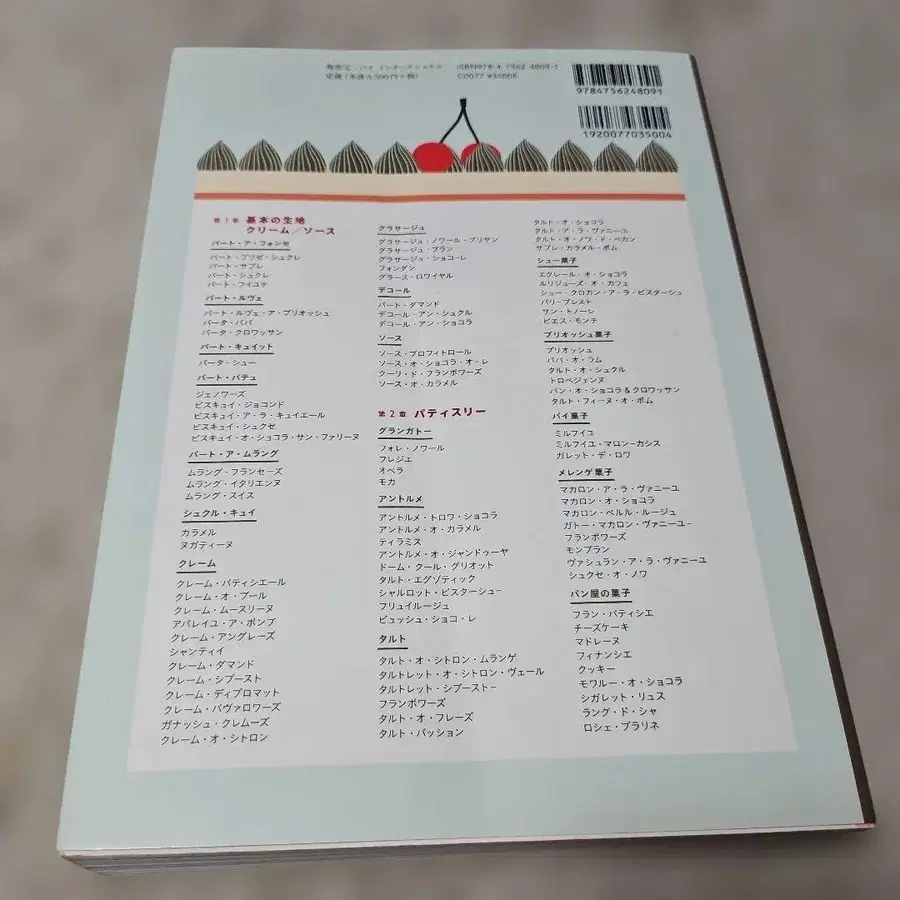 発売元：パイ インターナショナル
定価（本体3,500円＋税）
ISBN978-4-7562-4809-1
C0077 ¥3500E
9784756248091
1920077035004
第1章 基本の生地
クリーム／ソース
パート・ア・フォンセ
パート・ブリゼ・シュクレ
パート・サブレ
パート・シュクレ
パート・フイユテ
パート・ルヴェ
パート・ルヴェ・ア・ブリオッシュ
パータ・ババ
パータ・クロワッサン
パート・キュイット
パータ・シュー
パート・バテュ
ジェノワーズ
ビスキュイ・ジョコンド
ビスキュイ・ア・ラ・キュイエール
ビスキュイ・シュクセ
ビスキュイ・オ・ショコラ・サン・ファリーヌ
パート・ア・ムラング
ムラング・フランセーズ
ムラング・イタリエンヌ
ムラング・スイス
シュクル・キュイ
カラメル
ヌガティーヌ
クレーム
クレーム・パティシエール
クレーム・オ・ブール
クレーム・ムースリーヌ
アパレイユ・ア・ボンブ
クレーム・アングレーズ
シャンティイ
クレーム・ダマンド
クレーム・シブースト
クレーム・ディプロマット
クレーム・バヴァロワーズ
ガナッシュ・クレムーズ
クレーム・オ・シトロン
グラサージュ
グラサージュ・ノワール・ブリヤン
グラサージュ・ブラン
グラサージュ・ショコ－レ
フォンダン
グラース・ロワイヤル
デコール
パート・ダマンド
デコール・アン・シュクル
デコール・アン・ショコラ
ソース
ソース・プロフィトロール
ソース・オ・ショコラ・オ・レ
クーリ・ド・フランボワーズ
ソース・オ・カラメル
第2章 パティスリー
グランガトー
フォレ・ノワール
フレジエ
オペラ
モカ
アントルメ
アントルメ・トロワ・ショコラ
アントルメ・オ・カラメル
ティラミス
アントルメ・オ・ジャンドゥーヤ
ドーム・クール・グリオット
タルト・エグゾティック
シャルロット・ピスターシュ－
フリュイルージュ
ビュッシュ・ショコ・レ
タルト
タルト・オ・シトロン・ムランゲ
タルトレット・オ・シトロン・ヴェール
タルトレット・シブースト－
フランボワーズ
タルト・オ・フレーズ
タルト・パッション
タルト・オ・ショコラ
タルト・ア・ラ・ヴァニーユ
タルト・オ・ノワ・ド・ペカン
サブレ・カラメル・ポム
シュー菓子
エクレール・オ・ショコラ
ルリジューズ・オ・カフェ
シュー・クロカン・ア・ラ・ピスターシュ
パリ・ブレスト
サン・トノーレ
ピエス・モンテ
ブリオッシュ菓子
ブリオッシュ
ババ・オ・ラム
タルト・オ・シュクル
トロペジェンヌ
パン・オ・ショコラ＆クロワッサン
タルト・フィーヌ・オ・ポム
パイ菓子
ミルフイユ
ミルフイユ・マロン－カシス
ガレット・デ・ロワ
メレンゲ菓子
マカロン・ア・ラ・ヴァニーユ
マカロン・オ・ショコラ
マカロン・ペルル・ルージュ
ガトー・マカロン・ヴァニーユ－
フランボワーズ
モンブラン
ヴァシュラン・ア・ラ・ヴァニーユ
シュクセ・オ・ノワ
パン屋の菓子
フラン・パティシエ
チーズケーキ
マドレーヌ
フィナンシエ
クッキー
モワルー・オ・ショコラ
シガレット・リュス
ラング・ド・シャ
ロシェ・プラリネ